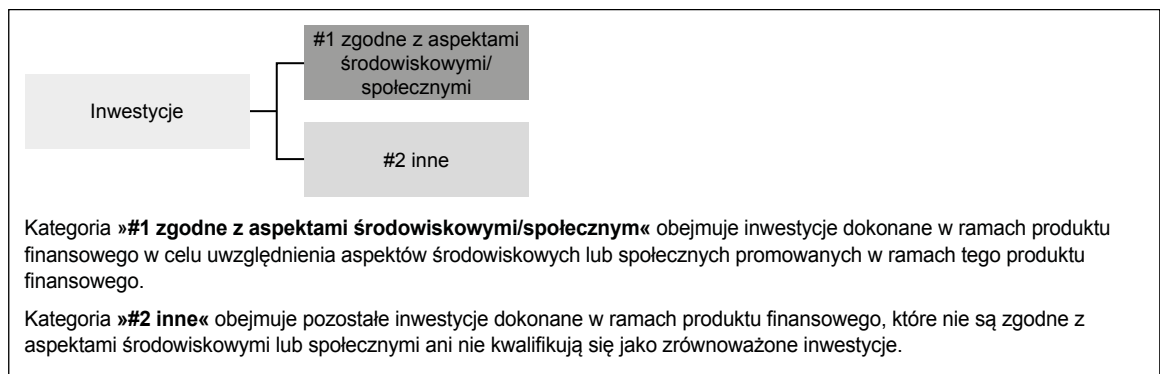 #1 zgodne z aspektami
środowiskowymi/
społecznymi
Inwestycje
#2 inne
Kategoria »#1 zgodne z aspektami środowiskowymi/społecznym« obejmuje inwestycje dokonane w ramach produktu
finansowego w celu uwzględnienia aspektów środowiskowych lub społecznych promowanych w ramach tego produktu
finansowego.
Kategoria »#2 inne« obejmuje pozostałe inwestycje dokonane w ramach produktu finansowego, które nie są zgodne z
aspektami środowiskowymi lub społecznymi ani nie kwalifikują się jako zrównoważone inwestycje.